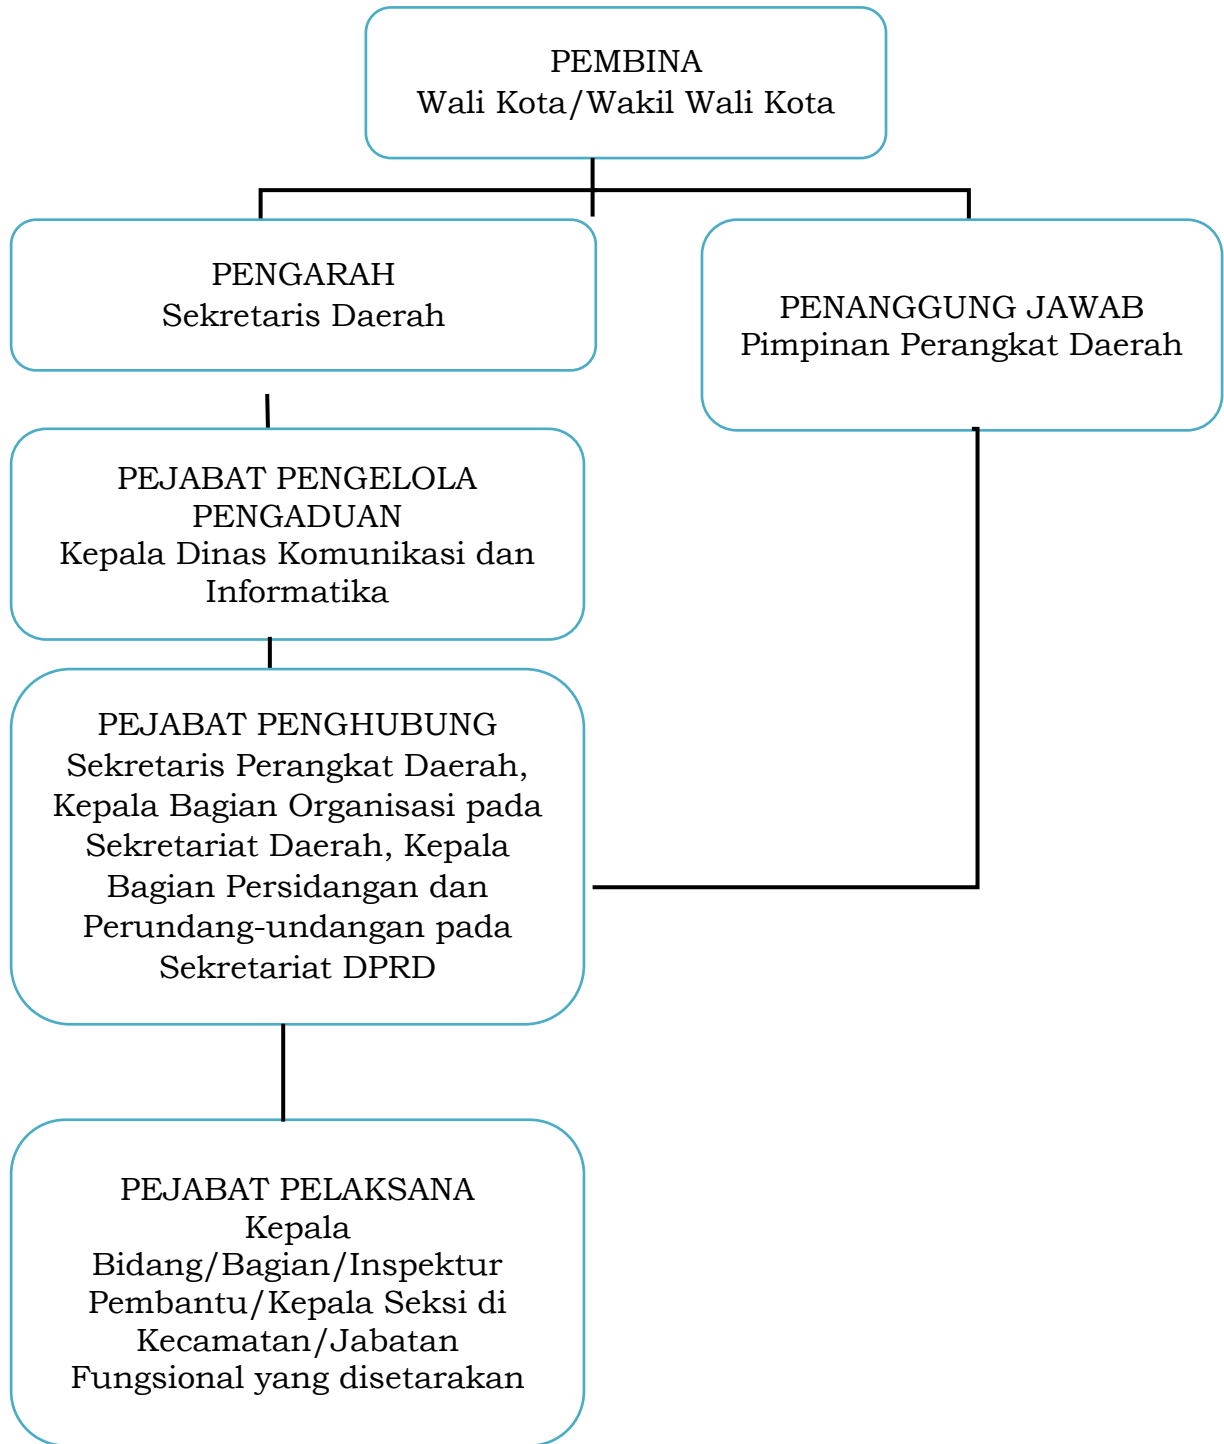 PEMBINA
Wali Kota/Wakil Wali Kota
PENGARAH
Sekretaris Daerah
PENANGGUNG JAWAB
Pimpinan Perangkat Daerah
PEJABAT PENGELOLA
PENGADUAN
Kepala Dinas Komunikasi dan
Informatika
PEJABAT PENGHUBUNG
Sekretaris Perangkat Daerah,
Kepala Bagian Organisasi pada
Sekretariat Daerah, Kepala
Bagian Persidangan dan
Perundang-undangan pada
Sekretariat DPRD
PEJABAT PELAKSANA
Kepala
Bidang/Bagian/Inspektur
Pembantu/Kepala Seksi di
Kecamatan/Jabatan
Fungsional yang disetarakan